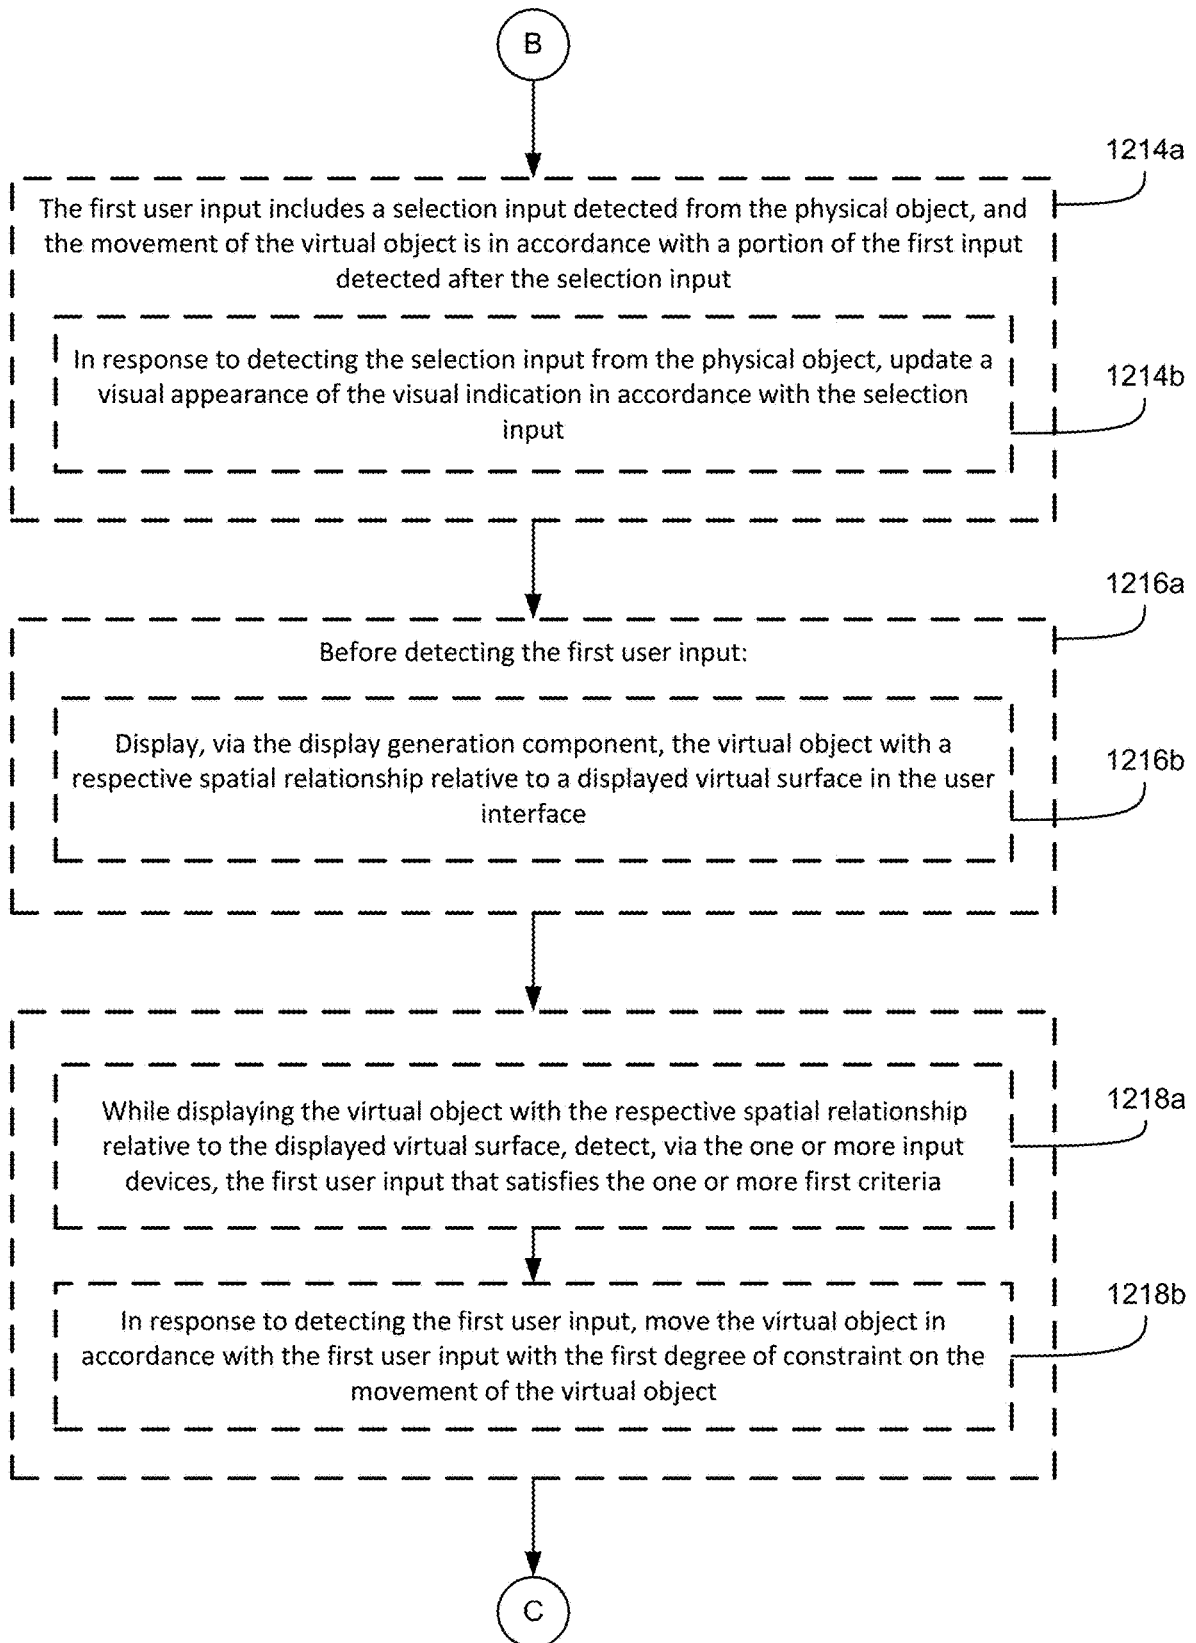 B
1214a
The first user input includes a selection input detected from the physical object, and
the movement of the virtual object is in accordance with a portion of the first input
detected after the selection input
In response to detecting the selection input from the physical object, update a
visual appearance of the visual indication in accordance with the selection
input
1214b
1216a
Before detecting the first user input:
Display, via the display generation component, the virtual object with a
respective spatial relationship relative to a displayed virtual surface in the user
interface
1216b
While displaying the virtual object with the respective spatial relationship
relative to the displayed virtual surface, detect, via the one or more input
devices, the first user input that satisfies the one or more first criteria
1218a
In response to detecting the first user input, move the virtual object in
accordance with the first user input with the first degree of constraint on the
movement of the virtual object
1218b
C